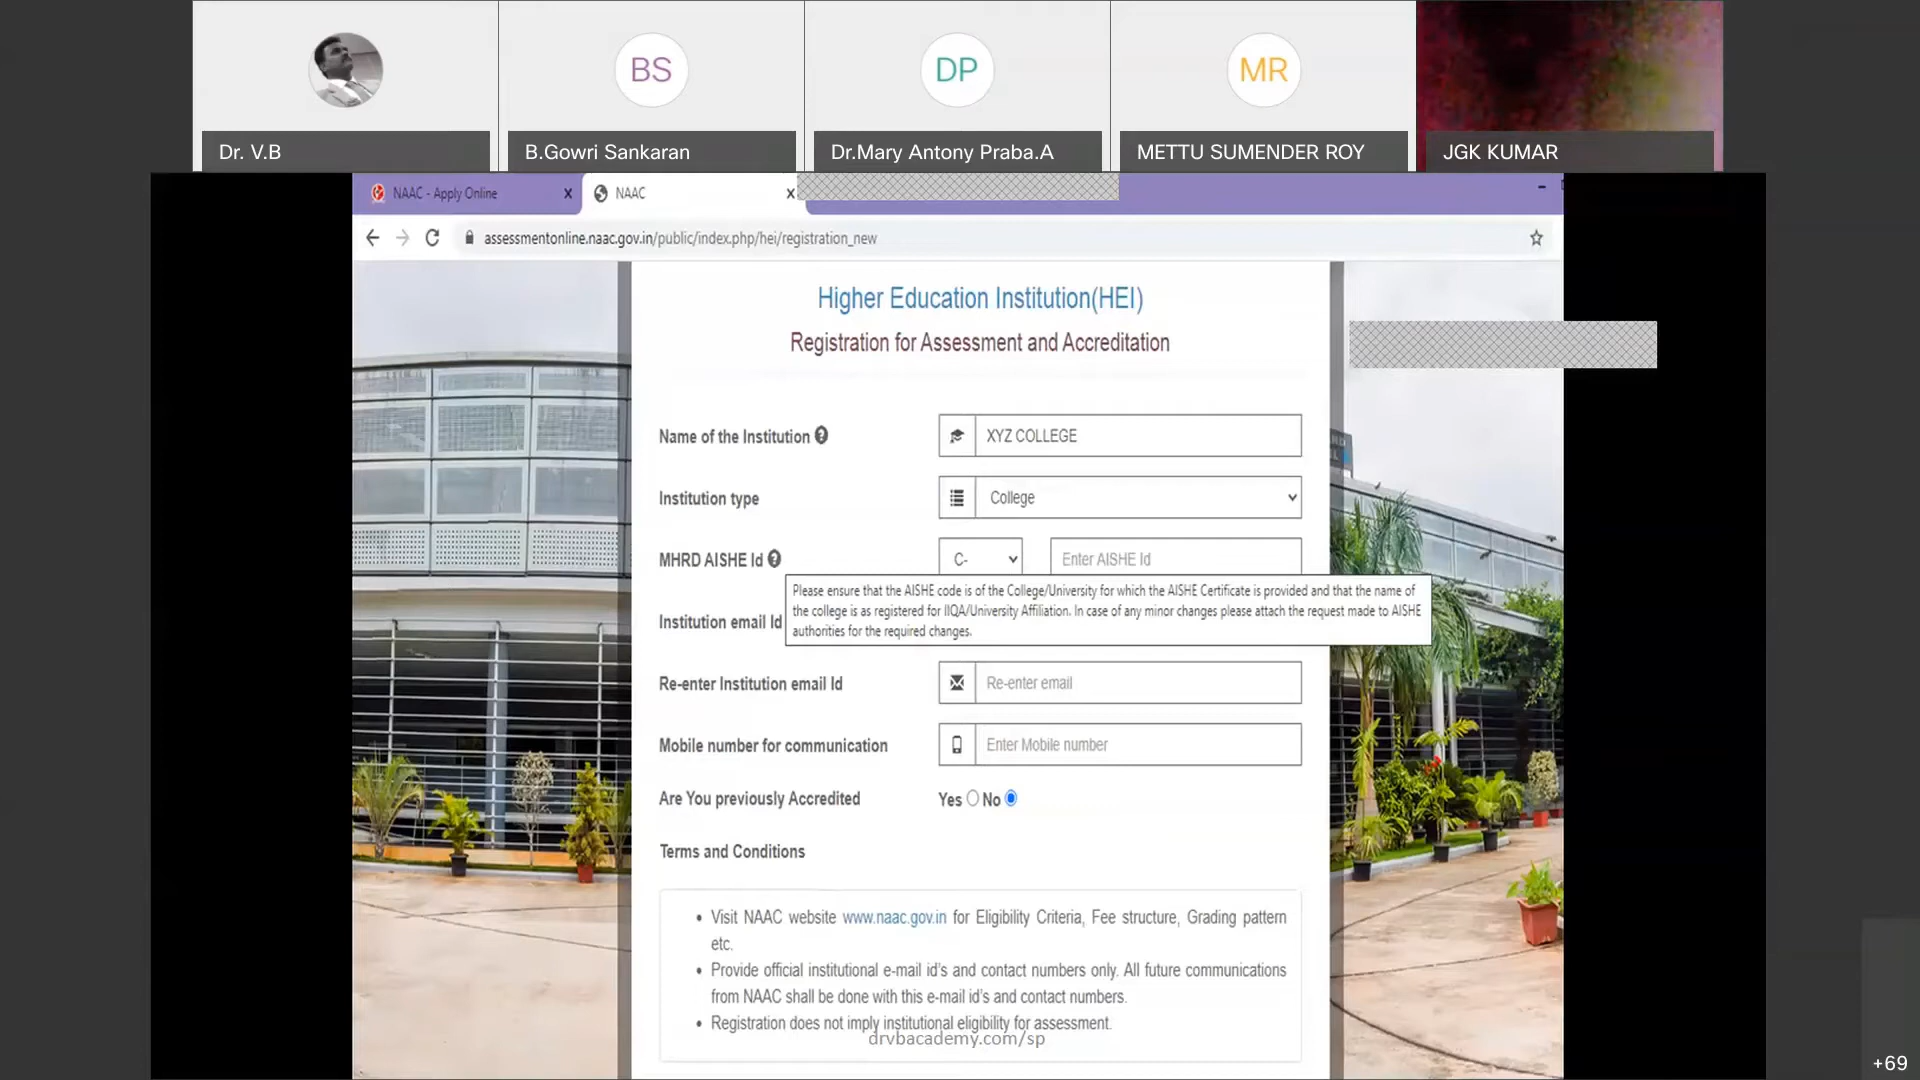 BS
DP
MR
Dr. V.B
B.Gowri Sankaran
Dr.Mary Antony Praba.A
METTU SUMENDER ROY
JGK KUMAR
NAAC - Apply Online
NAAC
assessmentonline.naac.gov.in/public/index.php/hei/registration_new
Higher Education Institution(HEI)
Registration for Assessment and Accreditation
Name of the Institution
XYZ COLLEGE
Institution type
College
MHRD AISHE Id
C-
Enter AISHE Id
Please ensure that the AISHE code is of the College/University for which the AISHE Certificate is provided and that the name of
the college is as registered for IIQA/University Affiliation. In case of any minor changes please attach the request made to AISHE
authorities for the required changes.
Institution email Id
Re-enter Institution email Id
Re-enter email
Mobile number for communication
Enter Mobile number
Are You previously Accredited
Yes No
Terms and Conditions
• Visit NAAC website www.naac.gov.in for Eligibility Criteria, Fee structure, Grading pattern
etc.
• Provide official institutional e-mail id's and contact numbers only. All future communications
from NAAC shall be done with this e-mail id's and contact numbers.
• Registration does not imply institutional eligibility for assessment.
drvbacademy.com/sp
+69